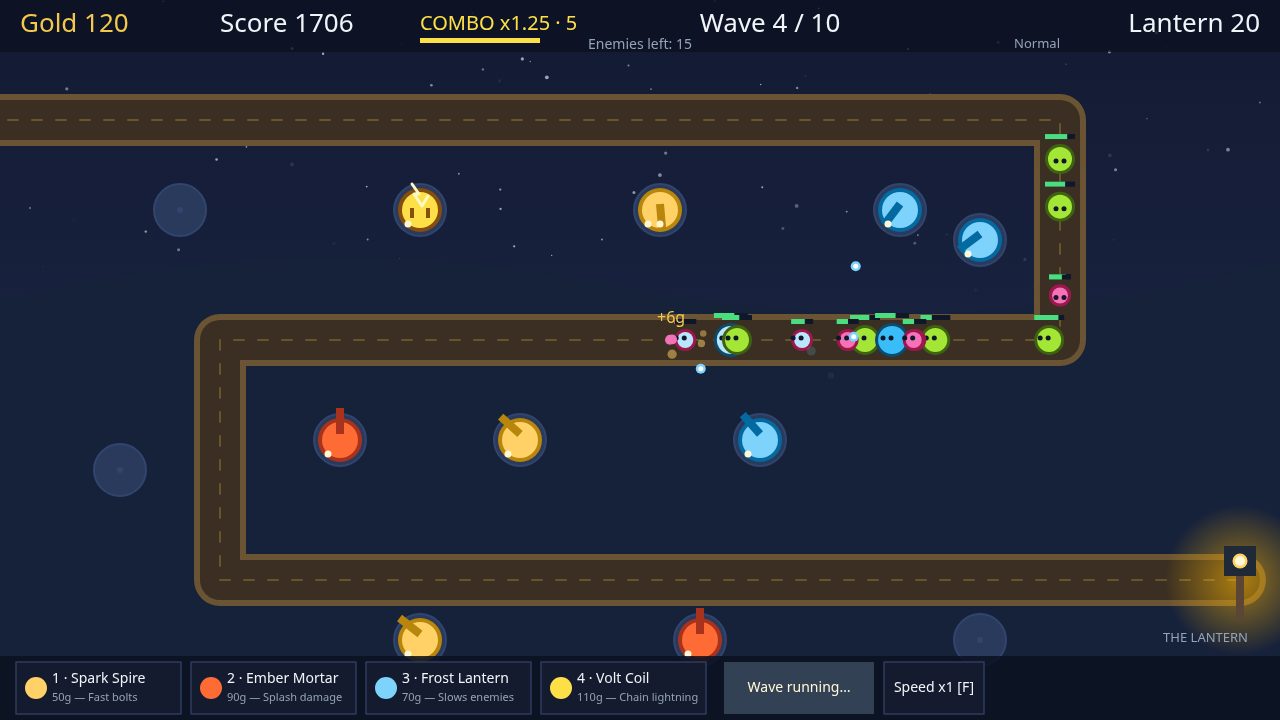 Gold 120
Score 1706
COMBO x1.25 · 5
Wave 4 / 10
Lantern 20
Enemies left: 15
Normal
+6g
THE LANTERN
1 · Spark Spire
50g — Fast bolts
2 · Ember Mortar
90g — Splash damage
3 · Frost Lantern
70g — Slows enemies
4 · Volt Coil
110g — Chain lightning
Wave running...
Speed x1 [F]